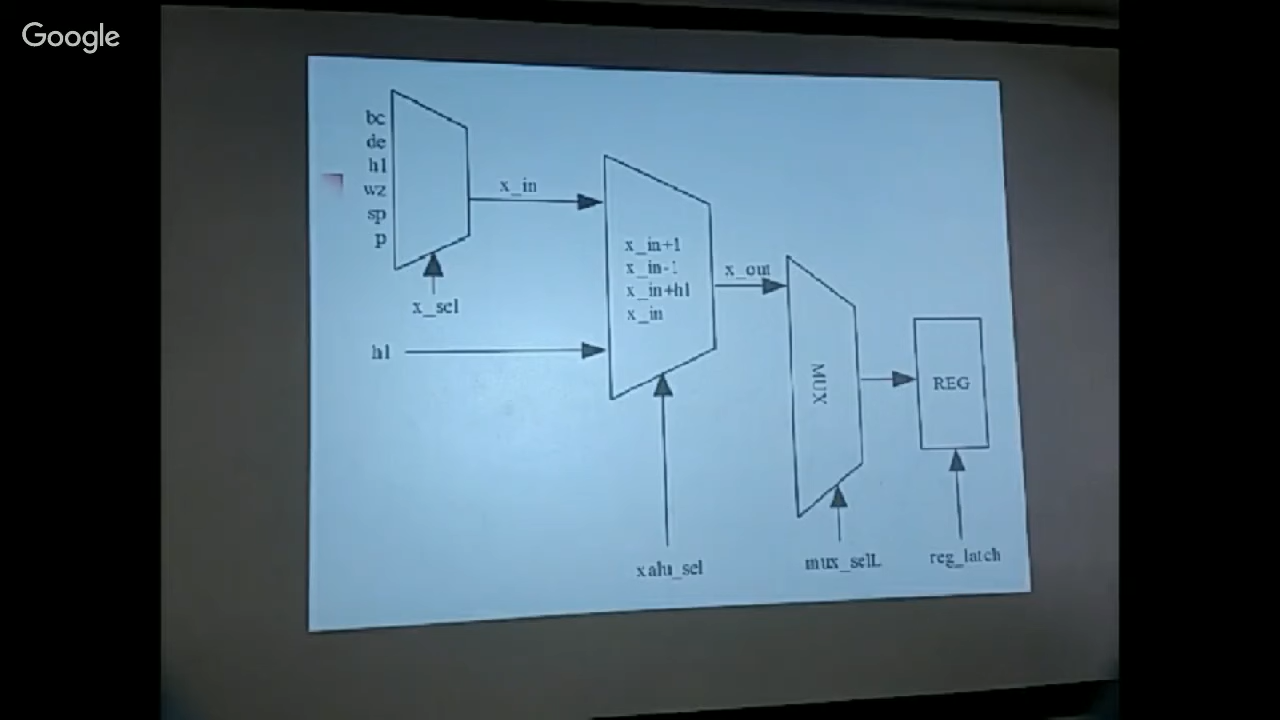 Google
bc
de
hl
wz
sp
p
x_in
x_sel
hl
x_in+1
x_in-1
x_in+hl
x_in
xalu_sel
x_out
MUX
mux_selL
REG
reg_latch